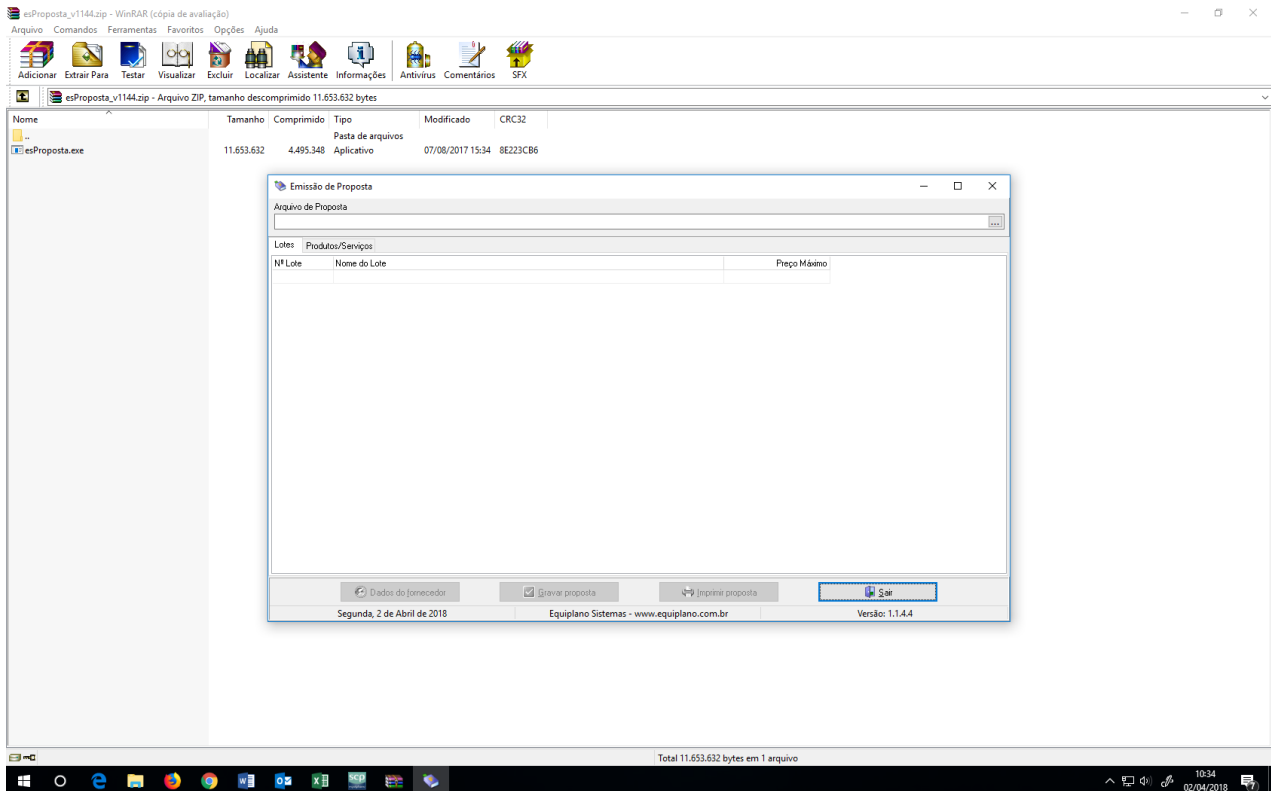 esProposta_v1144.zip - WinRAR (cópia de avaliação)
Arquivo Comandos Ferramentas Favoritos Opções Ajuda
Adicionar Extrair Para Testar Visualizar Excluir Localizar Assistente Informações Antivírus Comentários SFX
esProposta_v1144.zip - Arquivo ZIP, tamanho descomprimido 11.653.632 bytes
Nome Tamanho Comprimido Tipo Modificado CRC32
.. Pasta de arquivos
esProposta.exe 11.653.632 4.495.348 Aplicativo 07/08/2017 15:34 8E223CB6
Emissão de Proposta
Arquivo de Proposta
...
Lotes Produtos/Serviços
Nº Lote Nome do Lote Preço Máximo
Dados do fornecedor Gravar proposta Imprimir proposta Sair
Segunda, 2 de Abril de 2018 Equiplano Sistemas - www.equiplano.com.br Versão: 1.1.4.4
Total 11.653.632 bytes em 1 arquivo
scp
10:34
02/04/2018